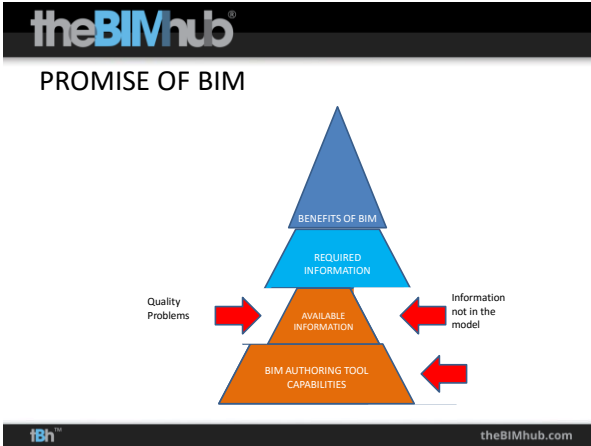 theBIMhub®
PROMISE OF BIM
BENEFITS OF BIM
REQUIRED
INFORMATION
Quality
Problems
AVAILABLE
INFORMATION
Information
not in the
model
BIM AUTHORING TOOL
CAPABILITIES
tBh™
theBIMhub.com